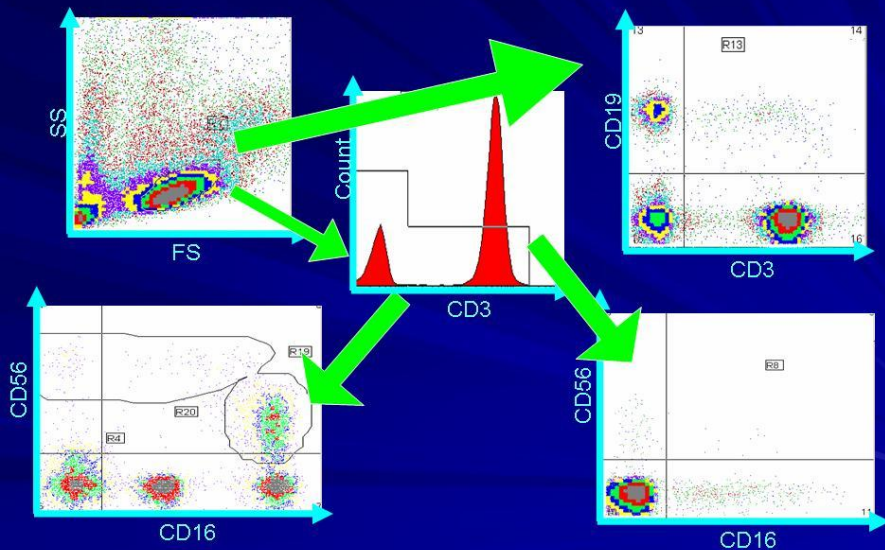 SS
FS
Count
CD3
13
14
R13
CD19
16
CD3
CD56
R19
R20
R4
CD16
CD56
R8
11
CD16